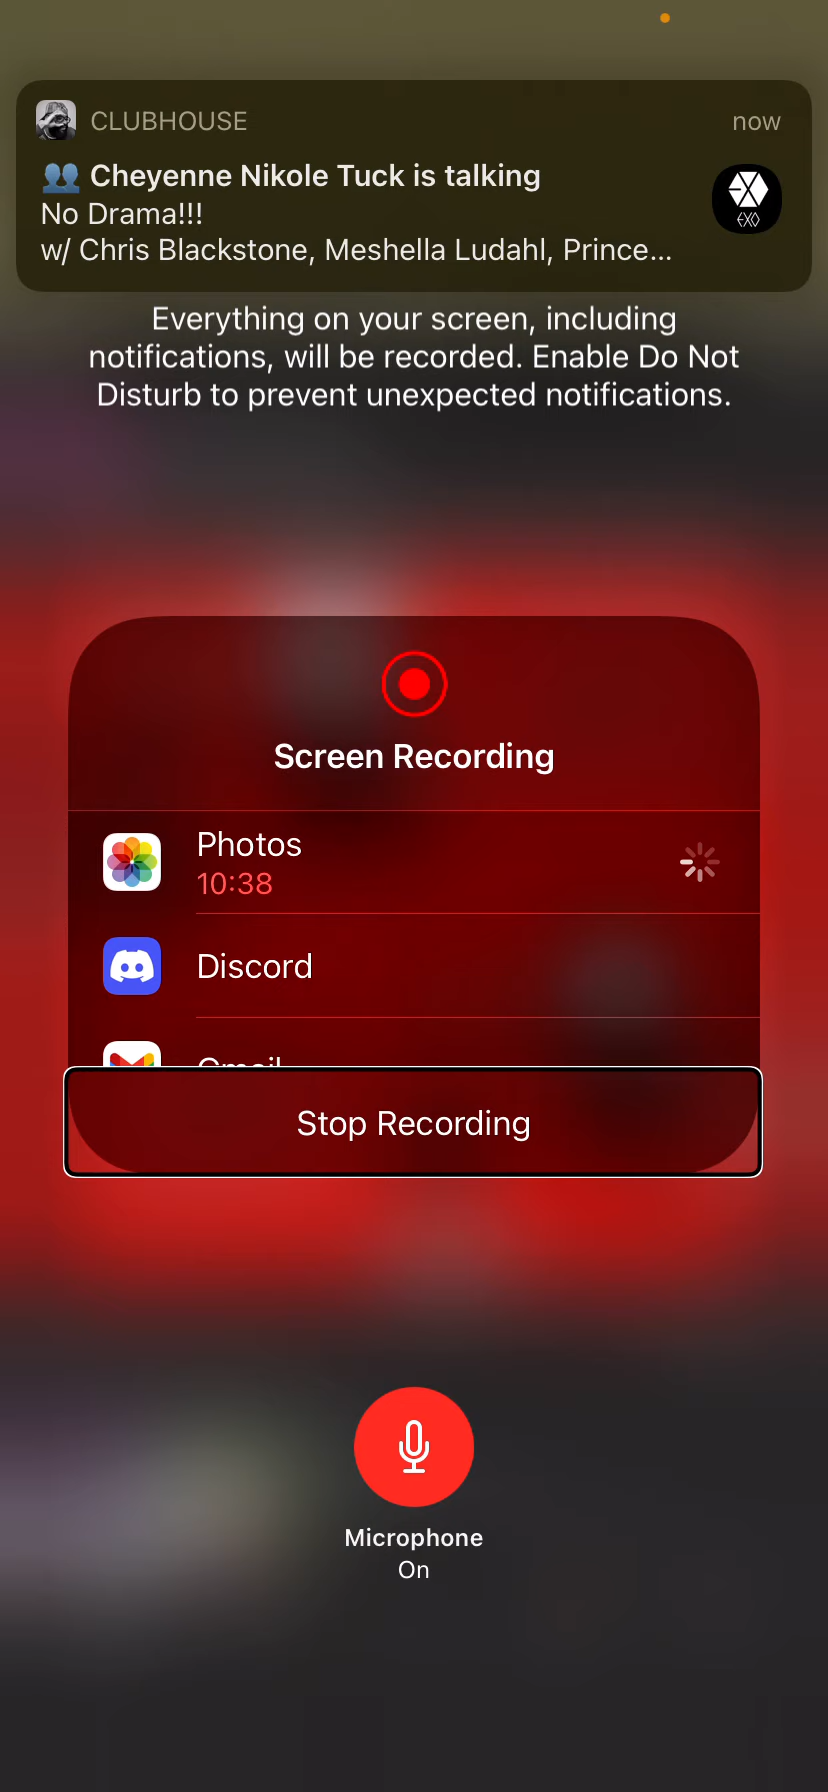 CLUBHOUSE
now
👥 Cheyenne Nikole Tuck is talking
No Drama!!!
w/ Chris Blackstone, Meshella Ludahl, Prince...
EXO
Everything on your screen, including
notifications, will be recorded. Enable Do Not
Disturb to prevent unexpected notifications.
Screen Recording
Photos
10:38
Discord
Gmail
Stop Recording
Microphone
On